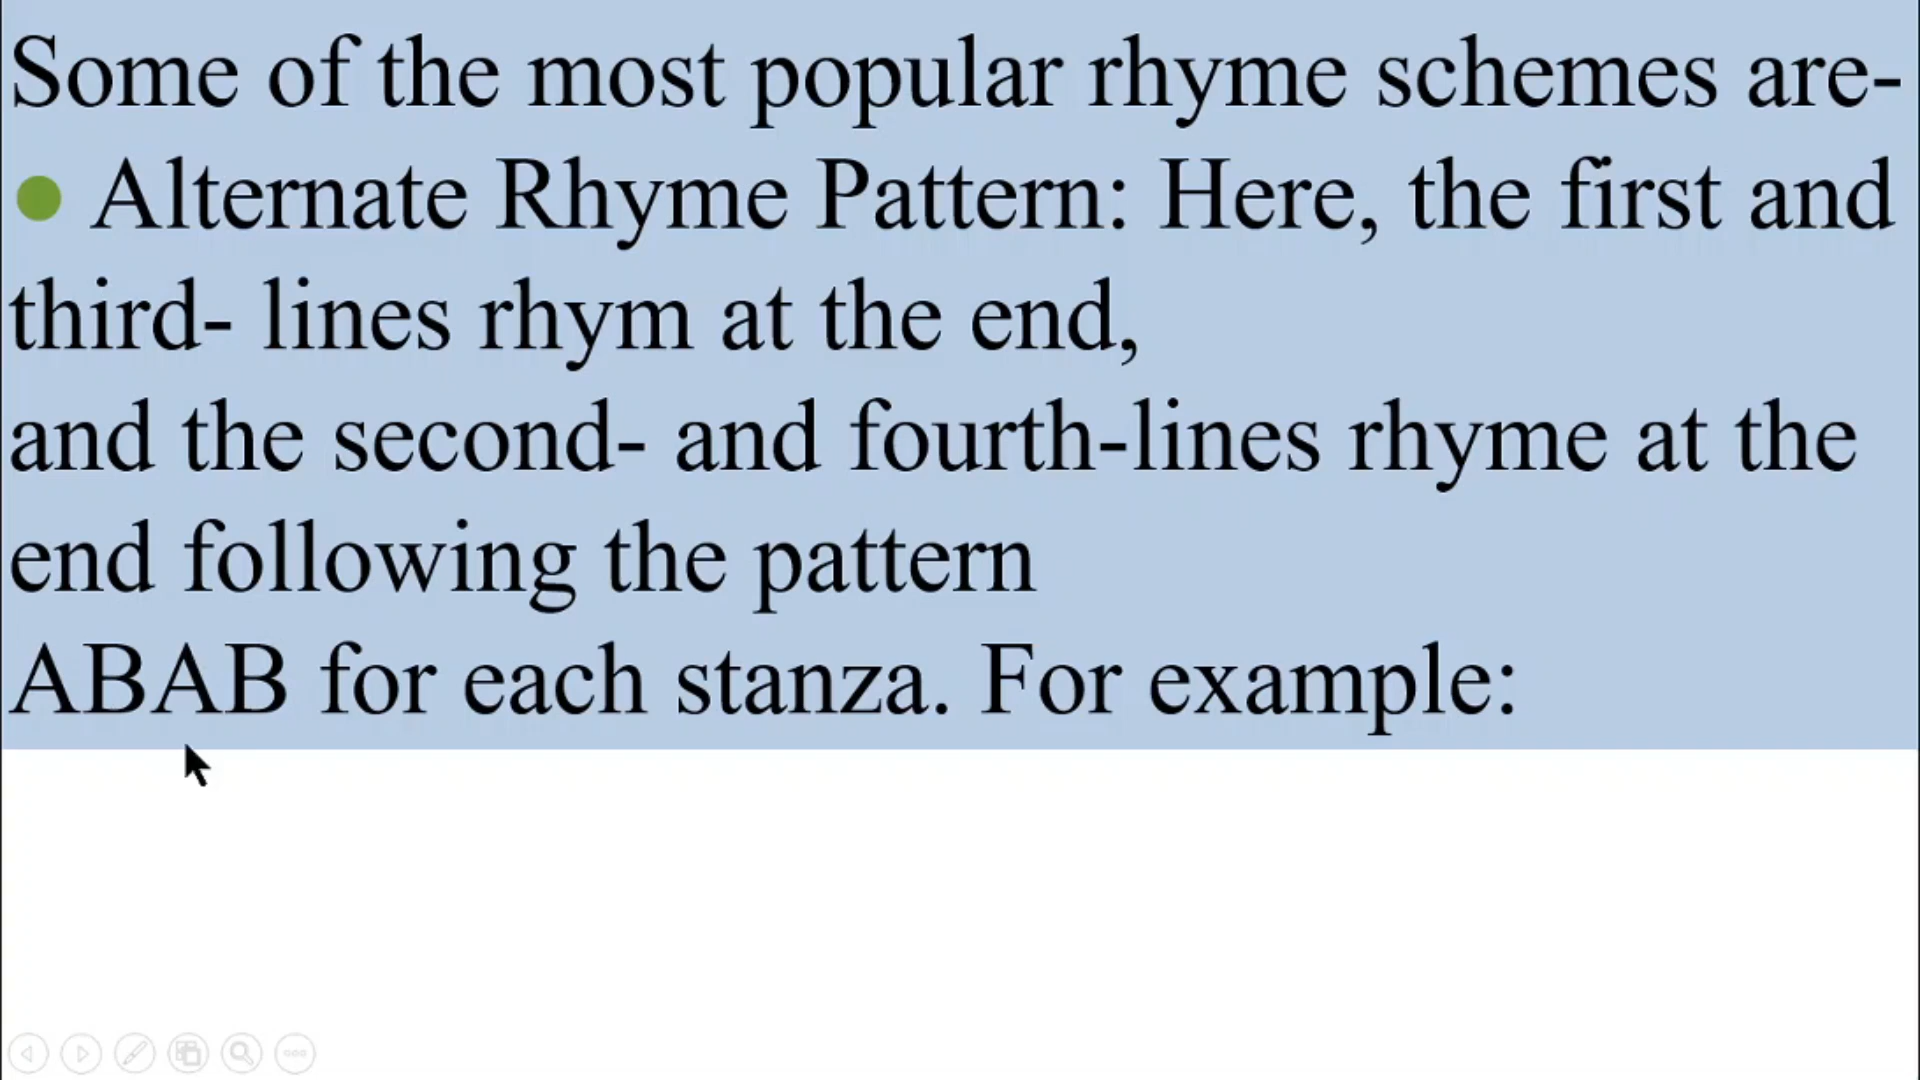 Some of the most popular rhyme schemes are-
● Alternate Rhyme Pattern: Here, the first and
third- lines rhym at the end,
and the second- and fourth-lines rhyme at the
end following the pattern
ABAB for each stanza. For example: